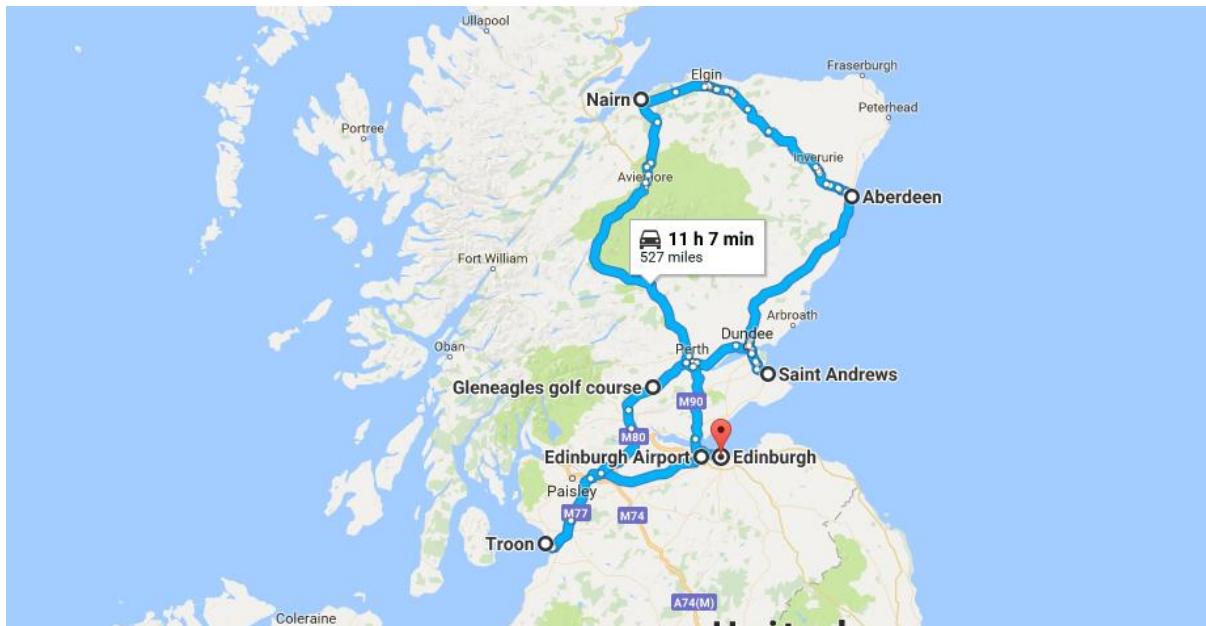 Ullapool
Fraserburgh
Elgin
Nairn
Peterhead
Portree
Inverurie
Aviemore
Aberdeen
11 h 7 min
527 miles
Fort William
Arbroath
Dundee
Oban
Perth
Saint Andrews
Gleneagles golf course
M90
M80
Edinburgh Airport
Edinburgh
Paisley
M77
M74
Troon
A74(M)
Coleraine